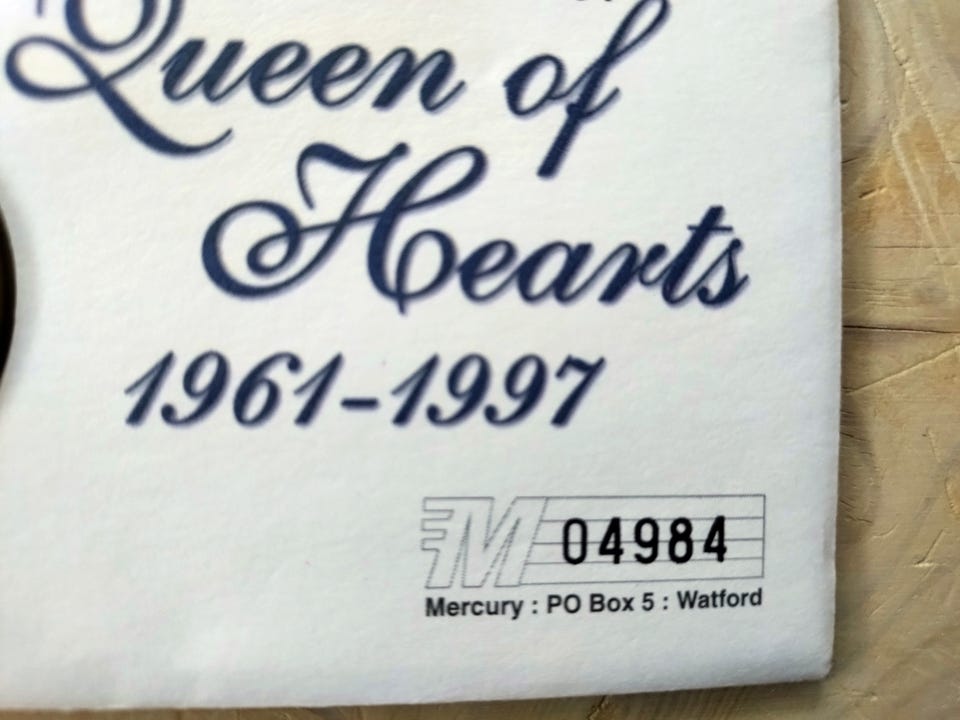 Queen of
Hearts
1961-1997
M 04984
Mercury : PO Box 5 : Watford